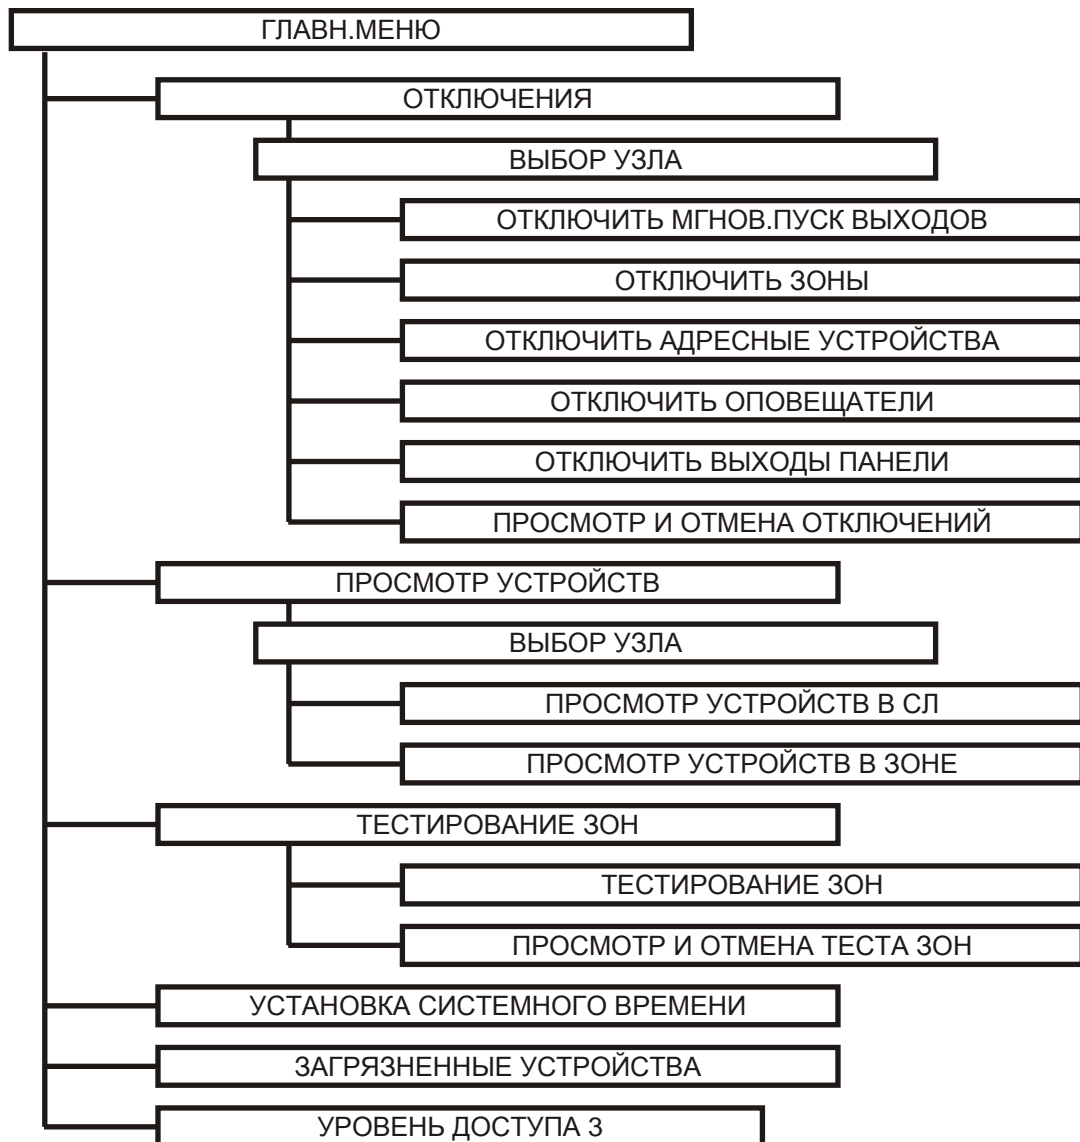 ГЛАВН.МЕНЮ
ОТКЛЮЧЕНИЯ
ВЫБОР УЗЛА
ОТКЛЮЧИТЬ МГНОВ.ПУСК ВЫХОДОВ
ОТКЛЮЧИТЬ ЗОНЫ
ОТКЛЮЧИТЬ АДРЕСНЫЕ УСТРОЙСТВА
ОТКЛЮЧИТЬ ОПОВЕЩАТЕЛИ
ОТКЛЮЧИТЬ ВЫХОДЫ ПАНЕЛИ
ПРОСМОТР И ОТМЕНА ОТКЛЮЧЕНИЙ
ПРОСМОТР УСТРОЙСТВ
ВЫБОР УЗЛА
ПРОСМОТР УСТРОЙСТВ В СЛ
ПРОСМОТР УСТРОЙСТВ В ЗОНЕ
ТЕСТИРОВАНИЕ ЗОН
ТЕСТИРОВАНИЕ ЗОН
ПРОСМОТР И ОТМЕНА ТЕСТА ЗОН
УСТАНОВКА СИСТЕМНОГО ВРЕМЕНИ
ЗАГРЯЗНЕННЫЕ УСТРОЙСТВА
УРОВЕНЬ ДОСТУПА 3